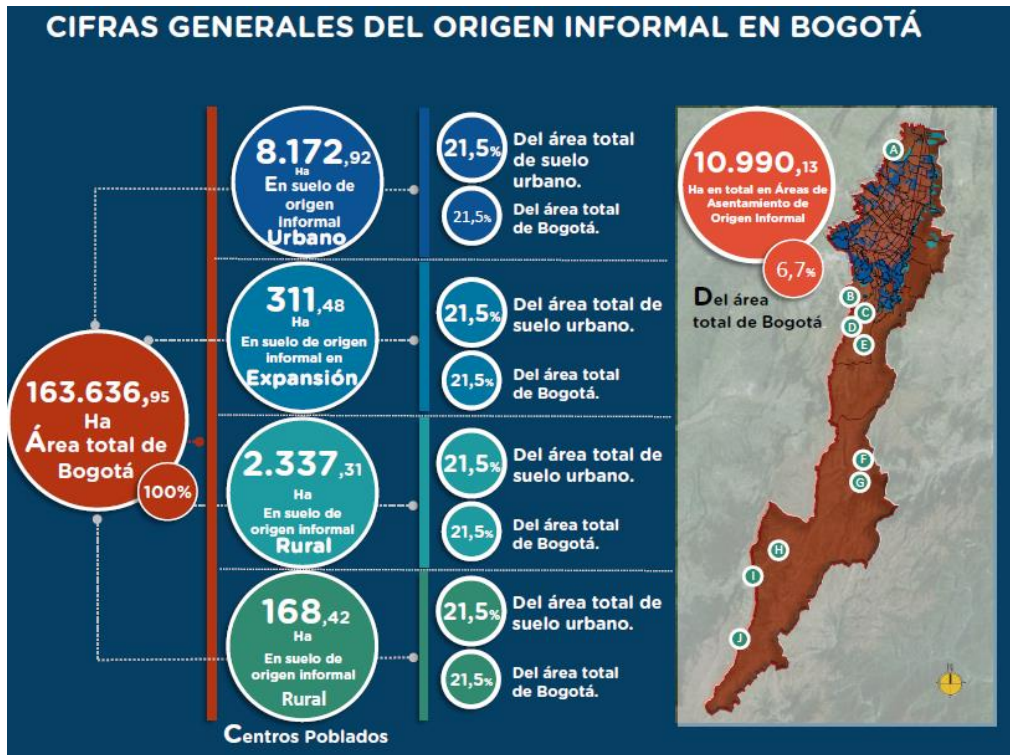 CIFRAS GENERALES DEL ORIGEN INFORMAL EN BOGOTÁ
163.636,95
Ha
Área total de
Bogotá
100%
8.172,92
Ha
En suelo de
origen
informal
Urbano
21,5%
Del área total
de suelo
urbano.
21,5%
Del área total
de Bogotá.
311,48
Ha
En suelo de origen
informal en
Expansión
21,5%
Del área total de
suelo urbano.
21,5%
Del área total
de Bogotá.
2.337,31
Ha
En suelo de
origen informal
Rural
21,5%
Del área total de
suelo urbano.
21,5%
Del área total
de Bogotá.
168,42
Ha
En suelo de
origen informal
Rural
Centros Poblados
21,5%
Del área total de
suelo urbano.
21,5%
Del área total
de Bogotá.
10.990,13
Ha en total en Áreas de
Asentamiento de
Origen Informal
6,7%
Del área
total de Bogotá
A
B
C
D
E
F
G
H
I
J
N